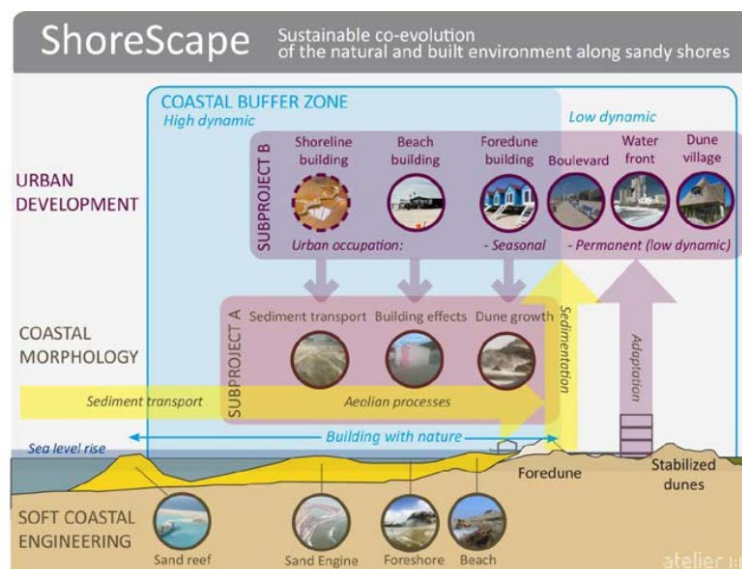 ShoreScape
Sustainable co-evolution
of the natural and built environment along sandy shores
COASTAL BUFFER ZONE
High dynamic
Low dynamic
URBAN
DEVELOPMENT
SUBPROJECT B
Shoreline
building
Beach
building
Foredune
building
Boulevard
Water
front
Dune
village
Urban occupation:
- Seasonal
- Permanent (low dynamic)
COASTAL
MORPHOLOGY
SUBPROJECT A
Sediment transport
Building effects
Dune growth
Sedimentation
Adaptation
Sediment transport
Aeolian processes
Building with nature
Sea level rise
Foredune
Stabilized
dunes
SOFT COASTAL
ENGINEERING
Sand reef
Sand Engine
Foreshore
Beach
atelier